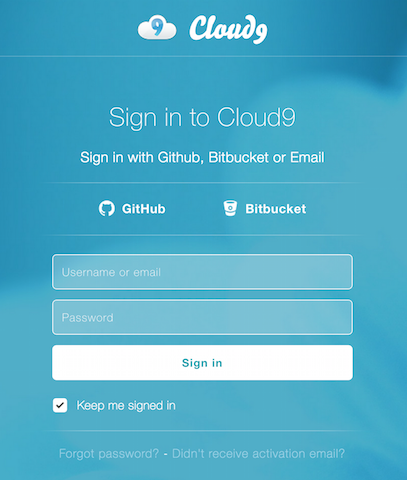 9 Cloud9
Sign in to Cloud9
Sign in with Github, Bitbucket or Email
GitHub Bitbucket
Username or email
Password
Sign in
Keep me signed in
Forgot password? - Didn't receive activation email?